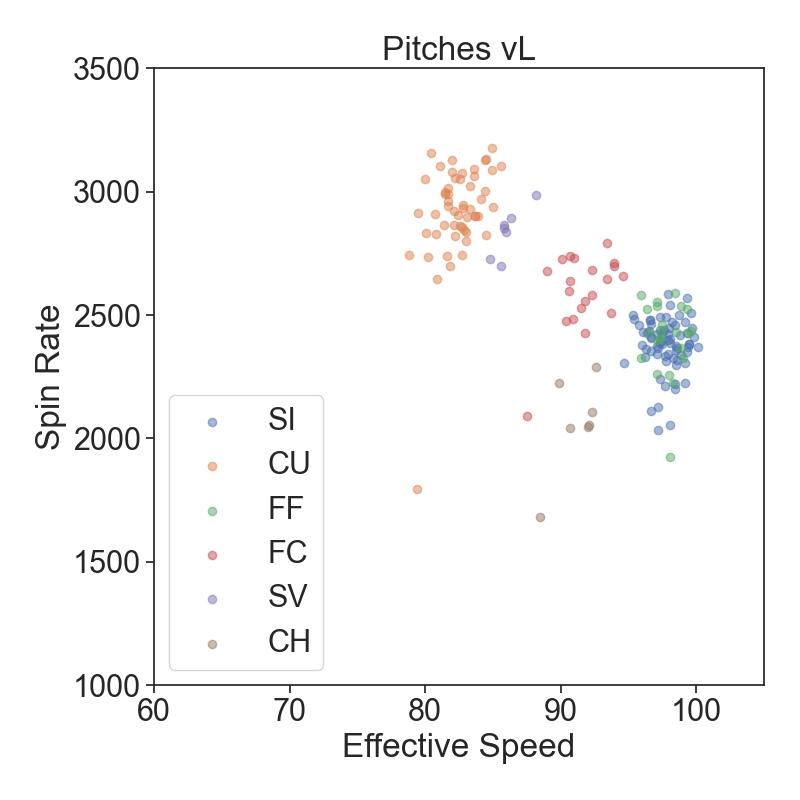 Pitches vL
3500
3000
2500
2000
1500
1000
Spin Rate
SI
CU
FF
FC
SV
CH
60 70 80 90 100
Effective Speed